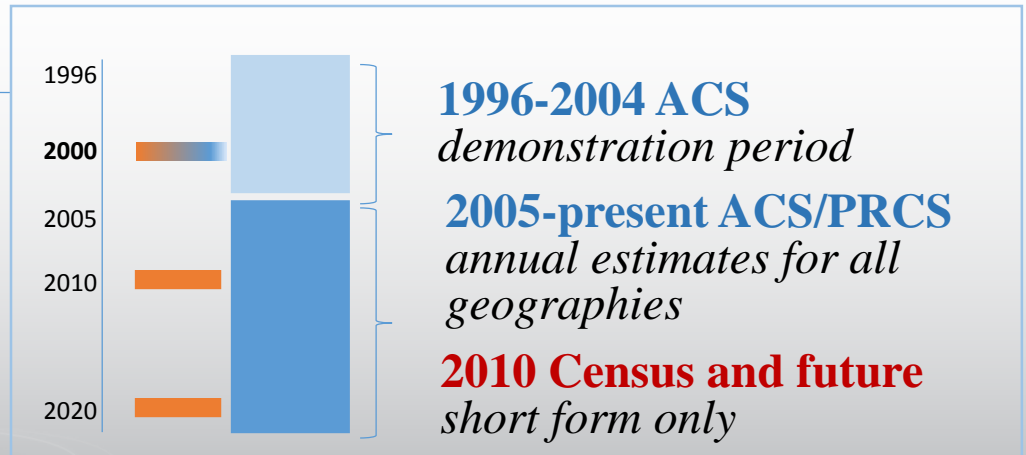 1996
2000
2005
2010
2020
1996-2004 ACS
demonstration period
2005-present ACS/PRCS
annual estimates for all
geographies
2010 Census and future
short form only